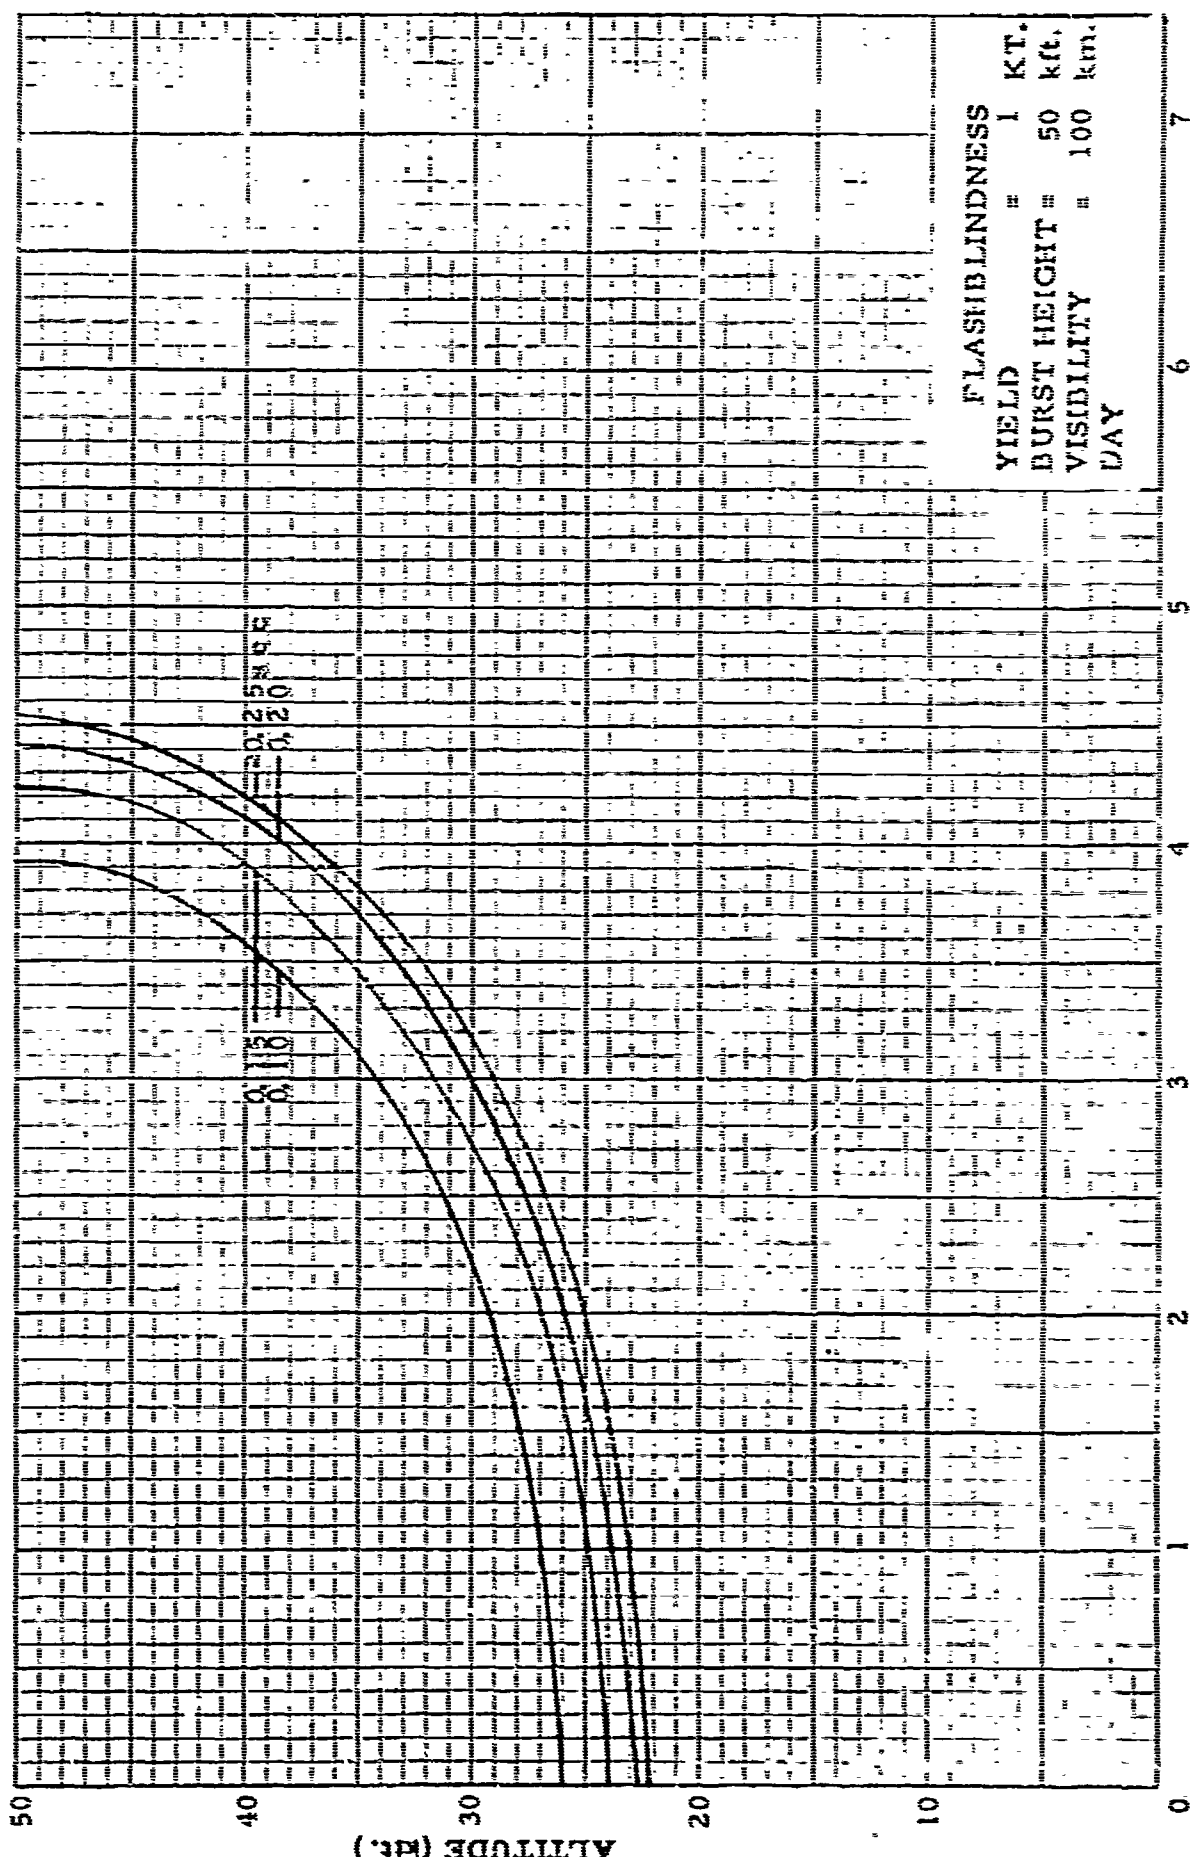 50
40
30
20
10
0
ALTITUDE (kft.)
0.15
0.10
0.25
0.20
FLASHBLINDNESS
YIELD = 1 KT.
BURST HEIGHT = 50 kft.
VISIBILITY = 100 km.
DAY
1
2
3
4
5
6
7